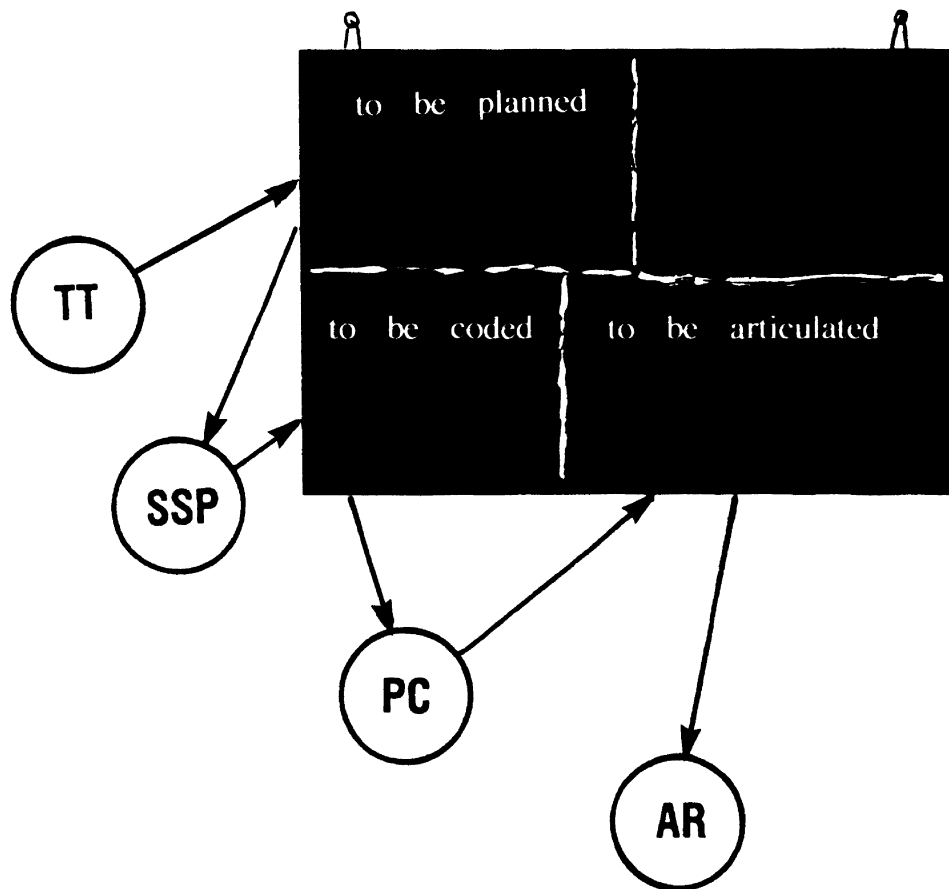 to be planned
TT
to be coded to be articulated
SSP
PC
AR